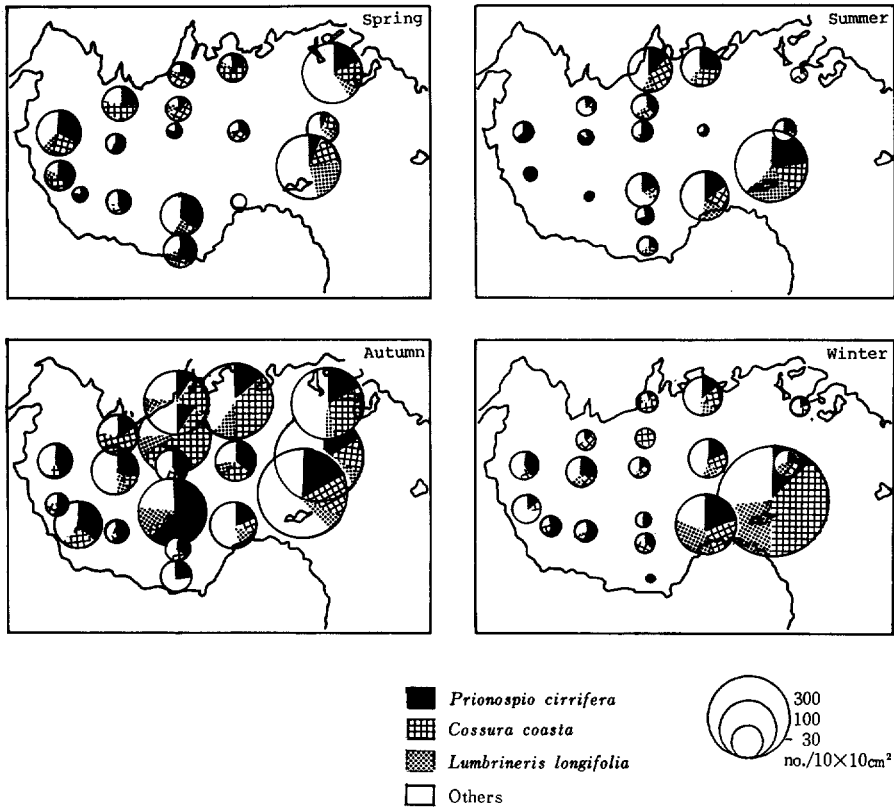 Spring
Summer
Autumn
Winter
Prionospio cirrifera
Cossura coasta
Lumbrineris longifolia
Others
300
100
30
no./10×10cm²